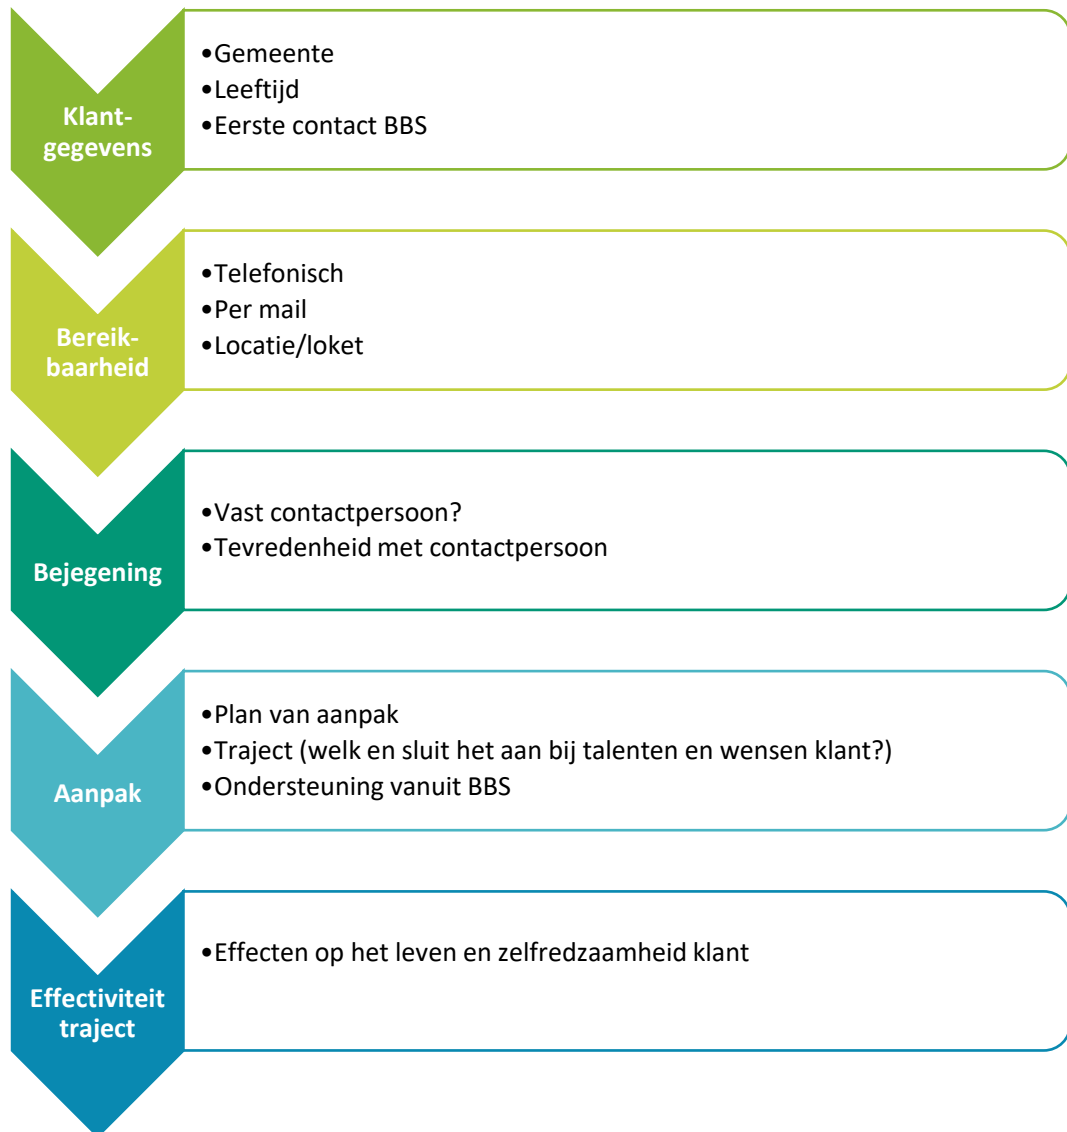 Klant-
gegevens
•Gemeente
•Leeftijd
•Eerste contact BBS
Bereik-
baarheid
•Telefonisch
•Per mail
•Locatie/loket
Bejegening
•Vast contactpersoon?
•Tevredenheid met contactpersoon
Aanpak
•Plan van aanpak
•Traject (welk en sluit het aan bij talenten en wensen klant?)
•Ondersteuning vanuit BBS
Effectiviteit
traject
•Effecten op het leven en zelfredzaamheid klant